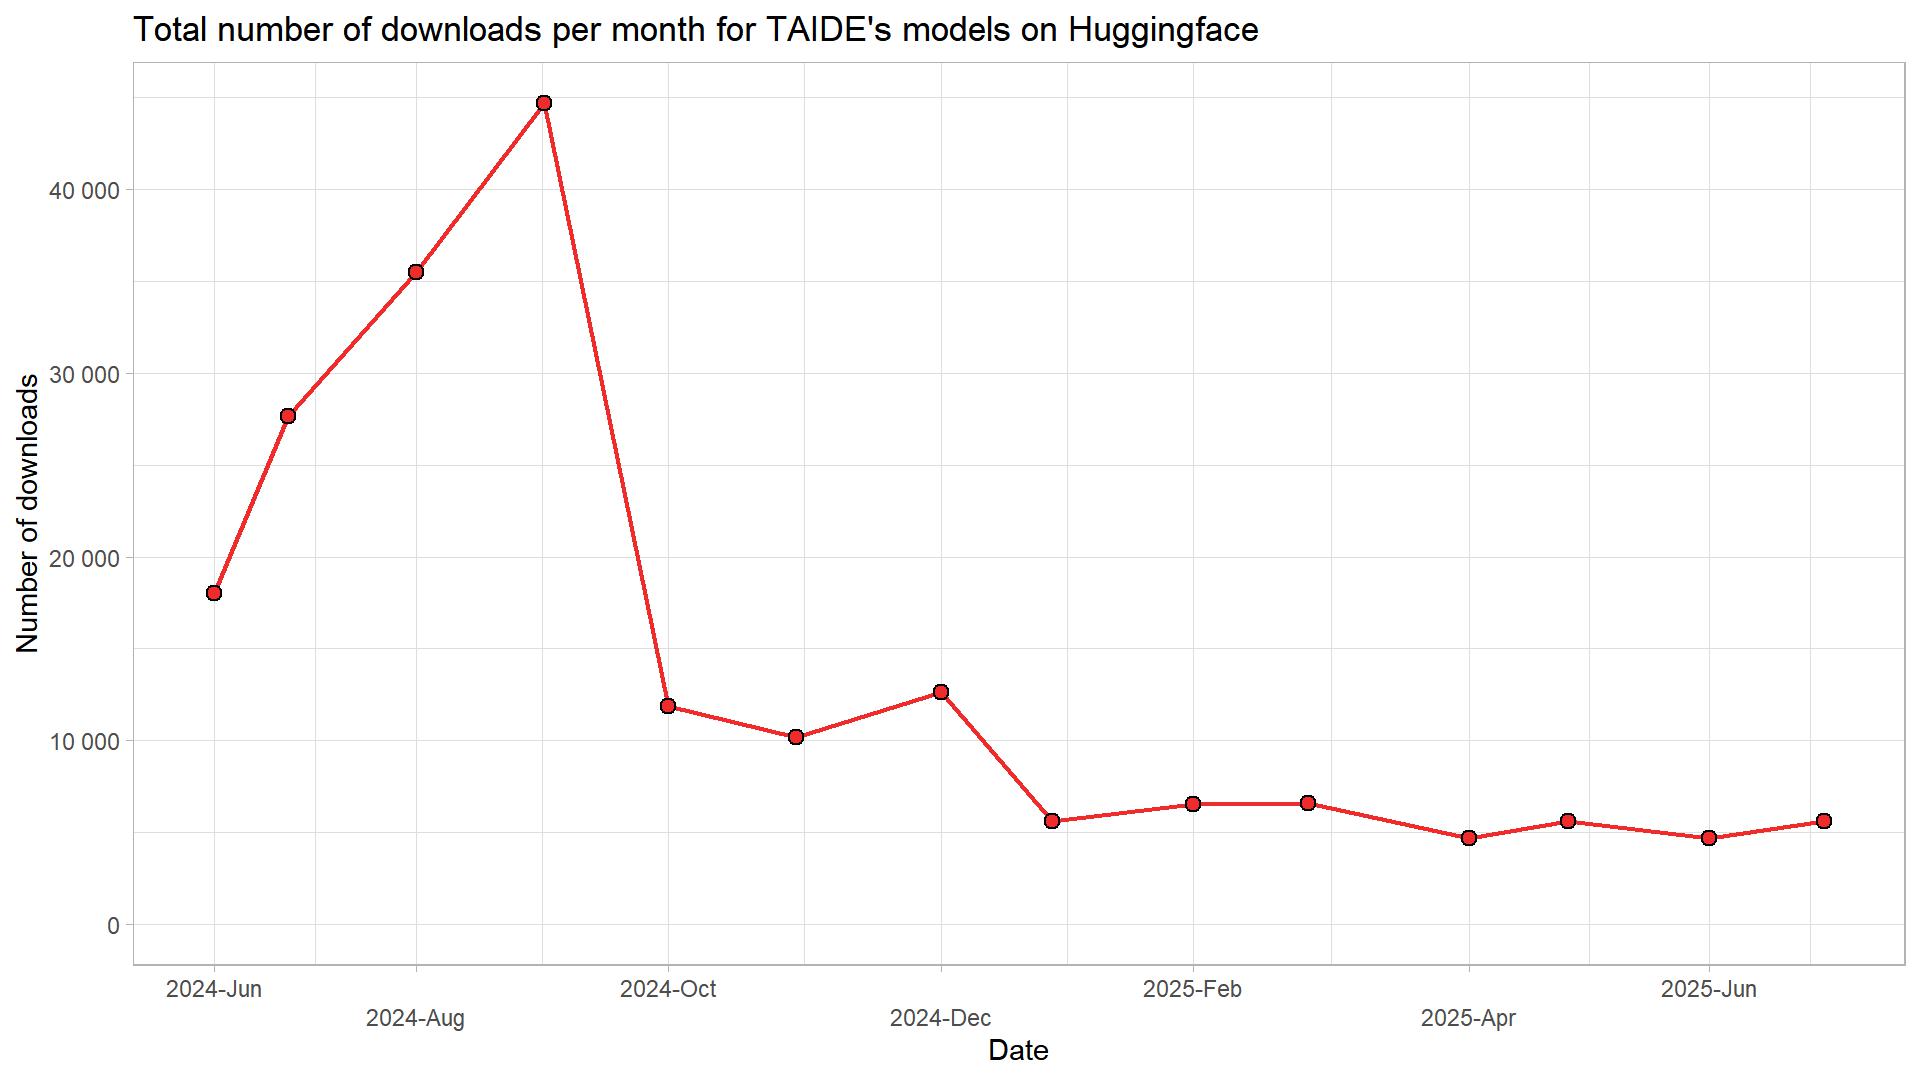 Total number of downloads per month for TAIDE's models on Huggingface
Number of downloads
40 000
30 000
20 000
10 000
0
2024-Jun
2024-Aug
2024-Oct
2024-Dec
2025-Feb
2025-Apr
2025-Jun
Date